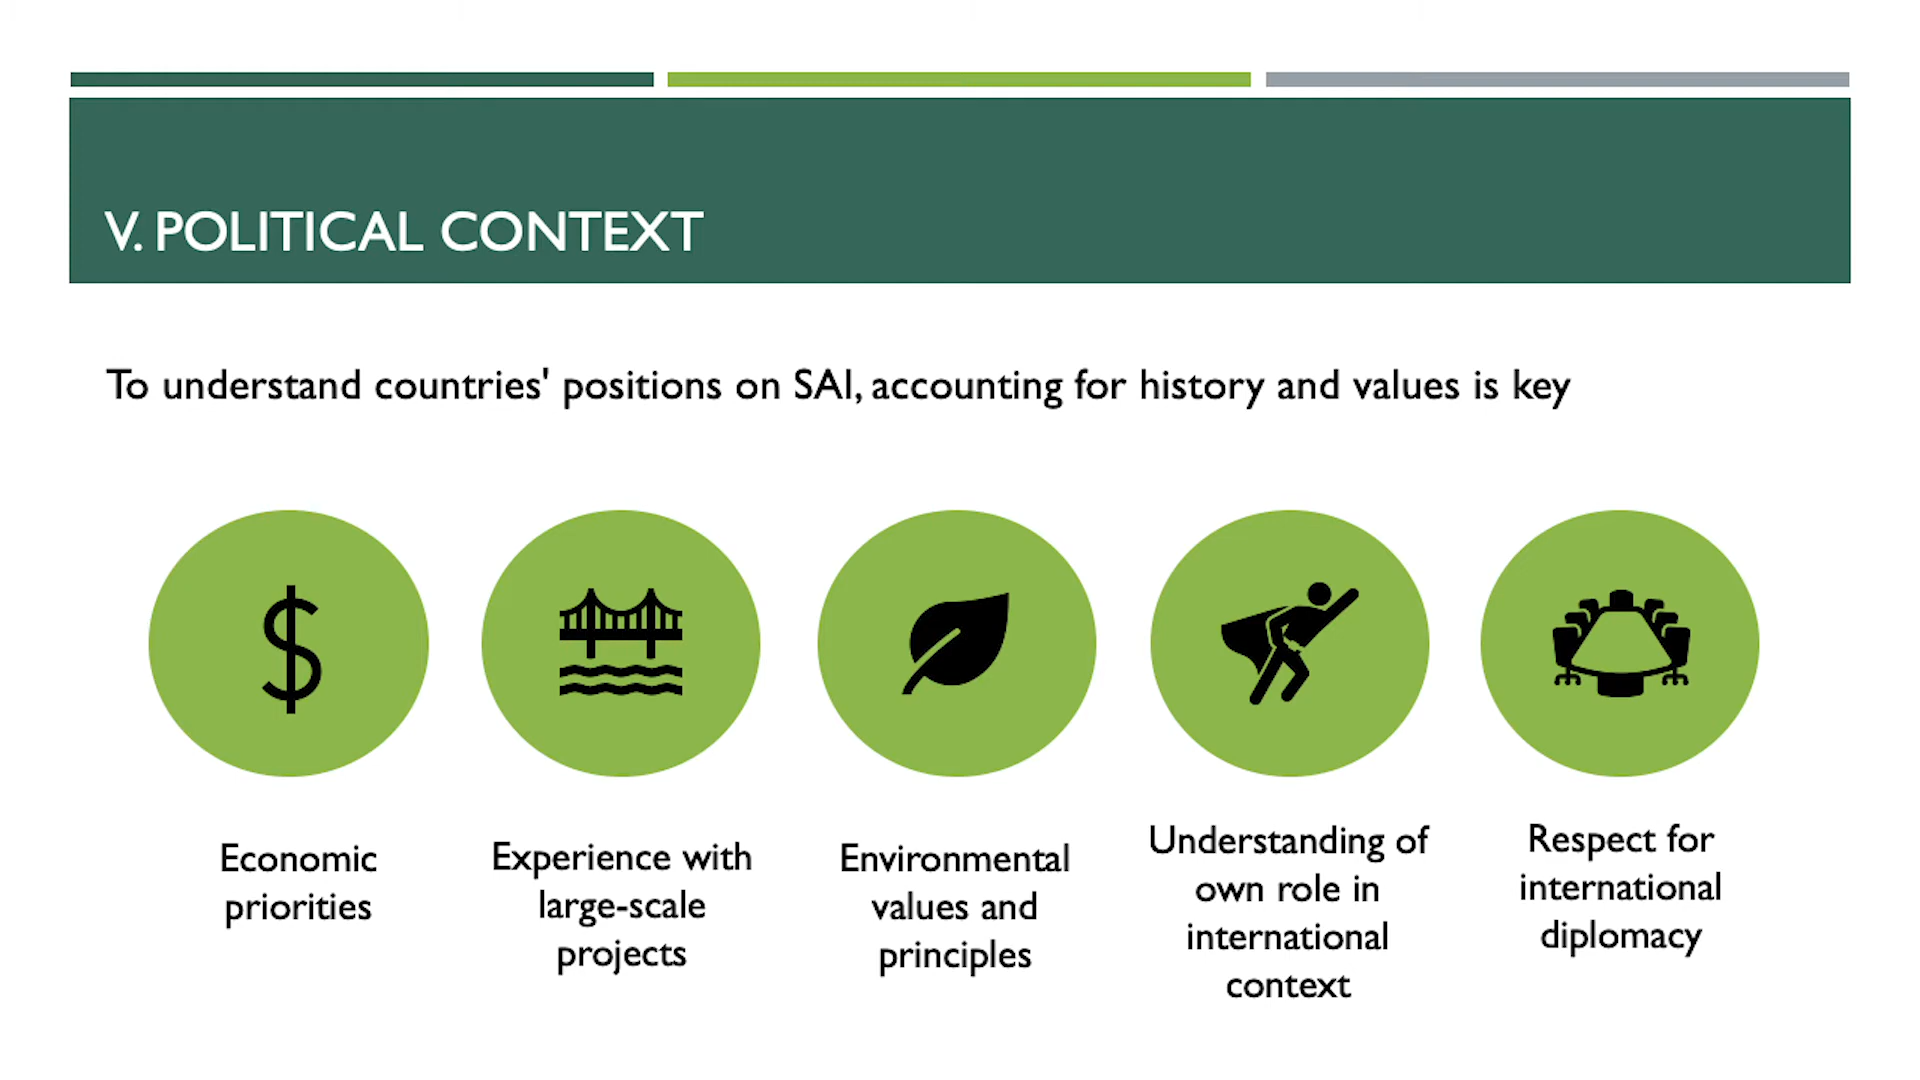 V. POLITICAL CONTEXT
To understand countries' positions on SAI, accounting for history and values is key
Economic
priorities
Experience with
large-scale
projects
Environmental
values and
principles
Understanding of
own role in
international
context
Respect for
international
diplomacy